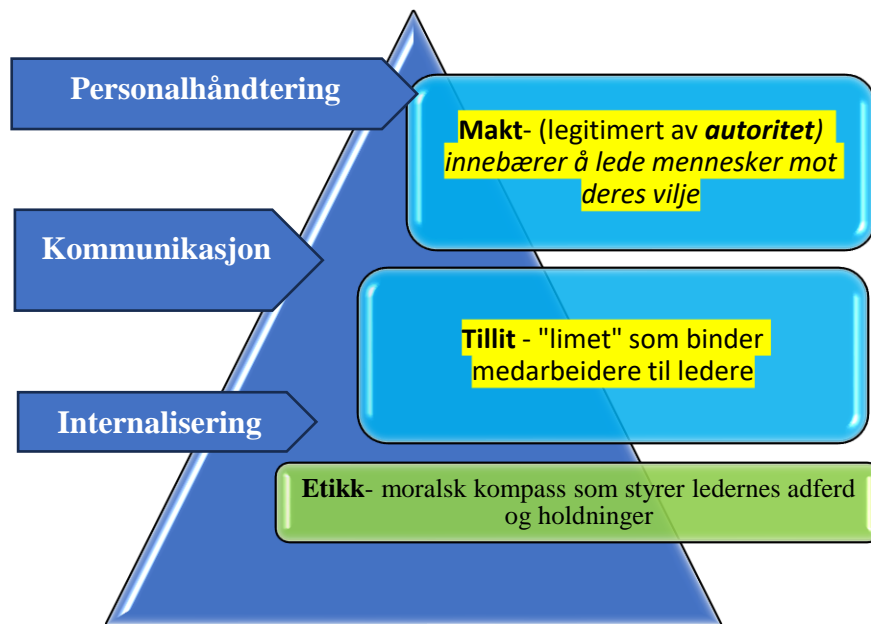 Personalhåndtering
Makt- (legitimert av autoritet)
innebærer å lede mennesker mot
deres vilje
Kommunikasjon
Tillit - "limet" som binder
medarbeidere til ledere
Internalisering
Etikk- moralsk kompass som styrer ledernes adferd
og holdninger